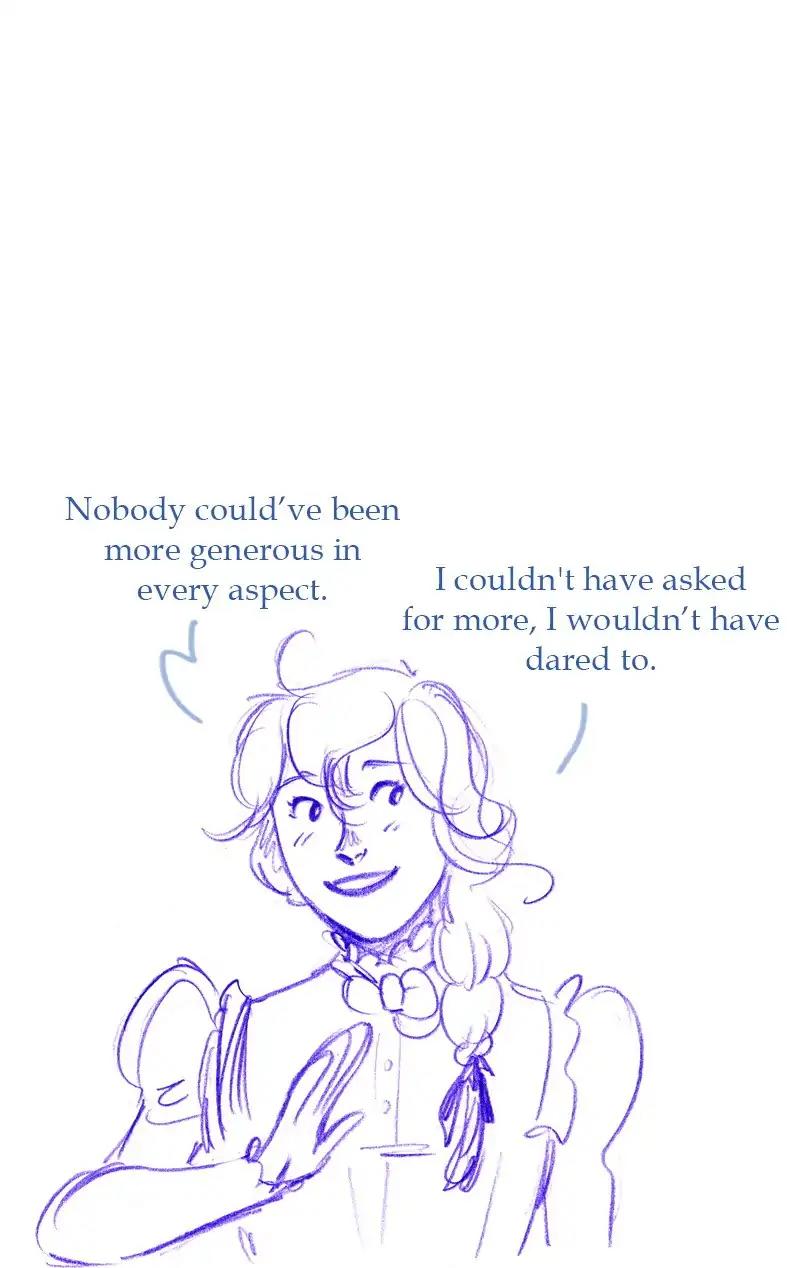 Nobody could’ve been
more generous in
every aspect.
I couldn't have asked
for more, I wouldn’t have
dared to.